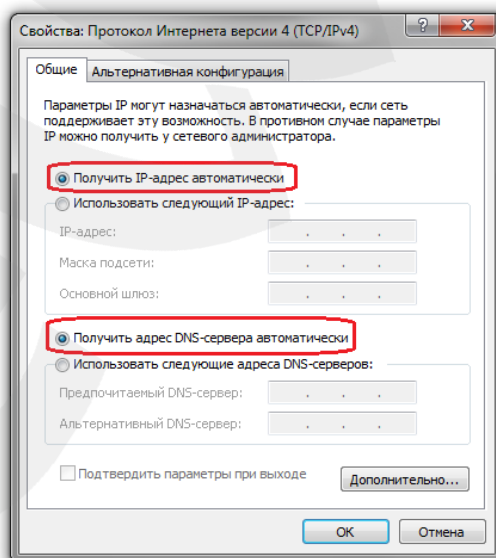 Свойства: Протокол Интернета версии 4 (TCP/IPv4)
?
Общие
Альтернативная конфигурация
Параметры IP могут назначаться автоматически, если сеть
поддерживает эту возможность. В противном случае параметры
IP можно получить у сетевого администратора.
Получить IP-адрес автоматически
Использовать следующий IP-адрес:
IP-адрес:
Маска подсети:
Основной шлюз:
Получить адрес DNS-сервера автоматически
Использовать следующие адреса DNS-серверов:
Предпочитаемый DNS-сервер:
Альтернативный DNS-сервер:
Подтвердить параметры при выходе
Дополнительно...
ОК
Отмена